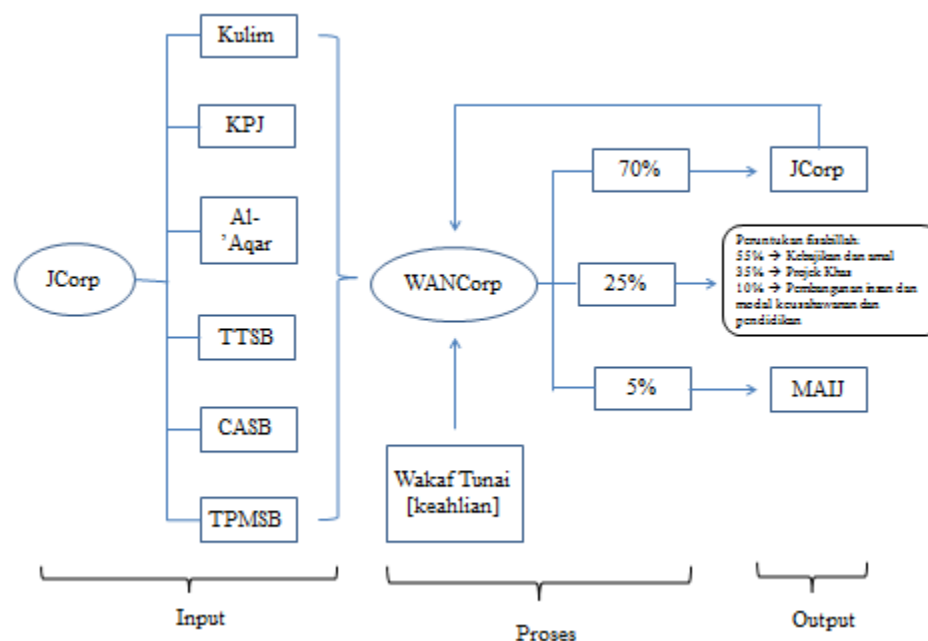 Kulim
KPJ
Al-
'Aqar
JCorp
TTSB
CASB
TPMSB
WANCorp
Wakaf Tunai
[keahlian]
70%
25%
5%
JCorp
Peruntukan fisabillah:
55% → Kebajikan dan amal
35% → Projek Khas
10% → Pembangunan insan dan
modal keusahawanan dan
pendidikan
MAIJ
Input
Proses
Output